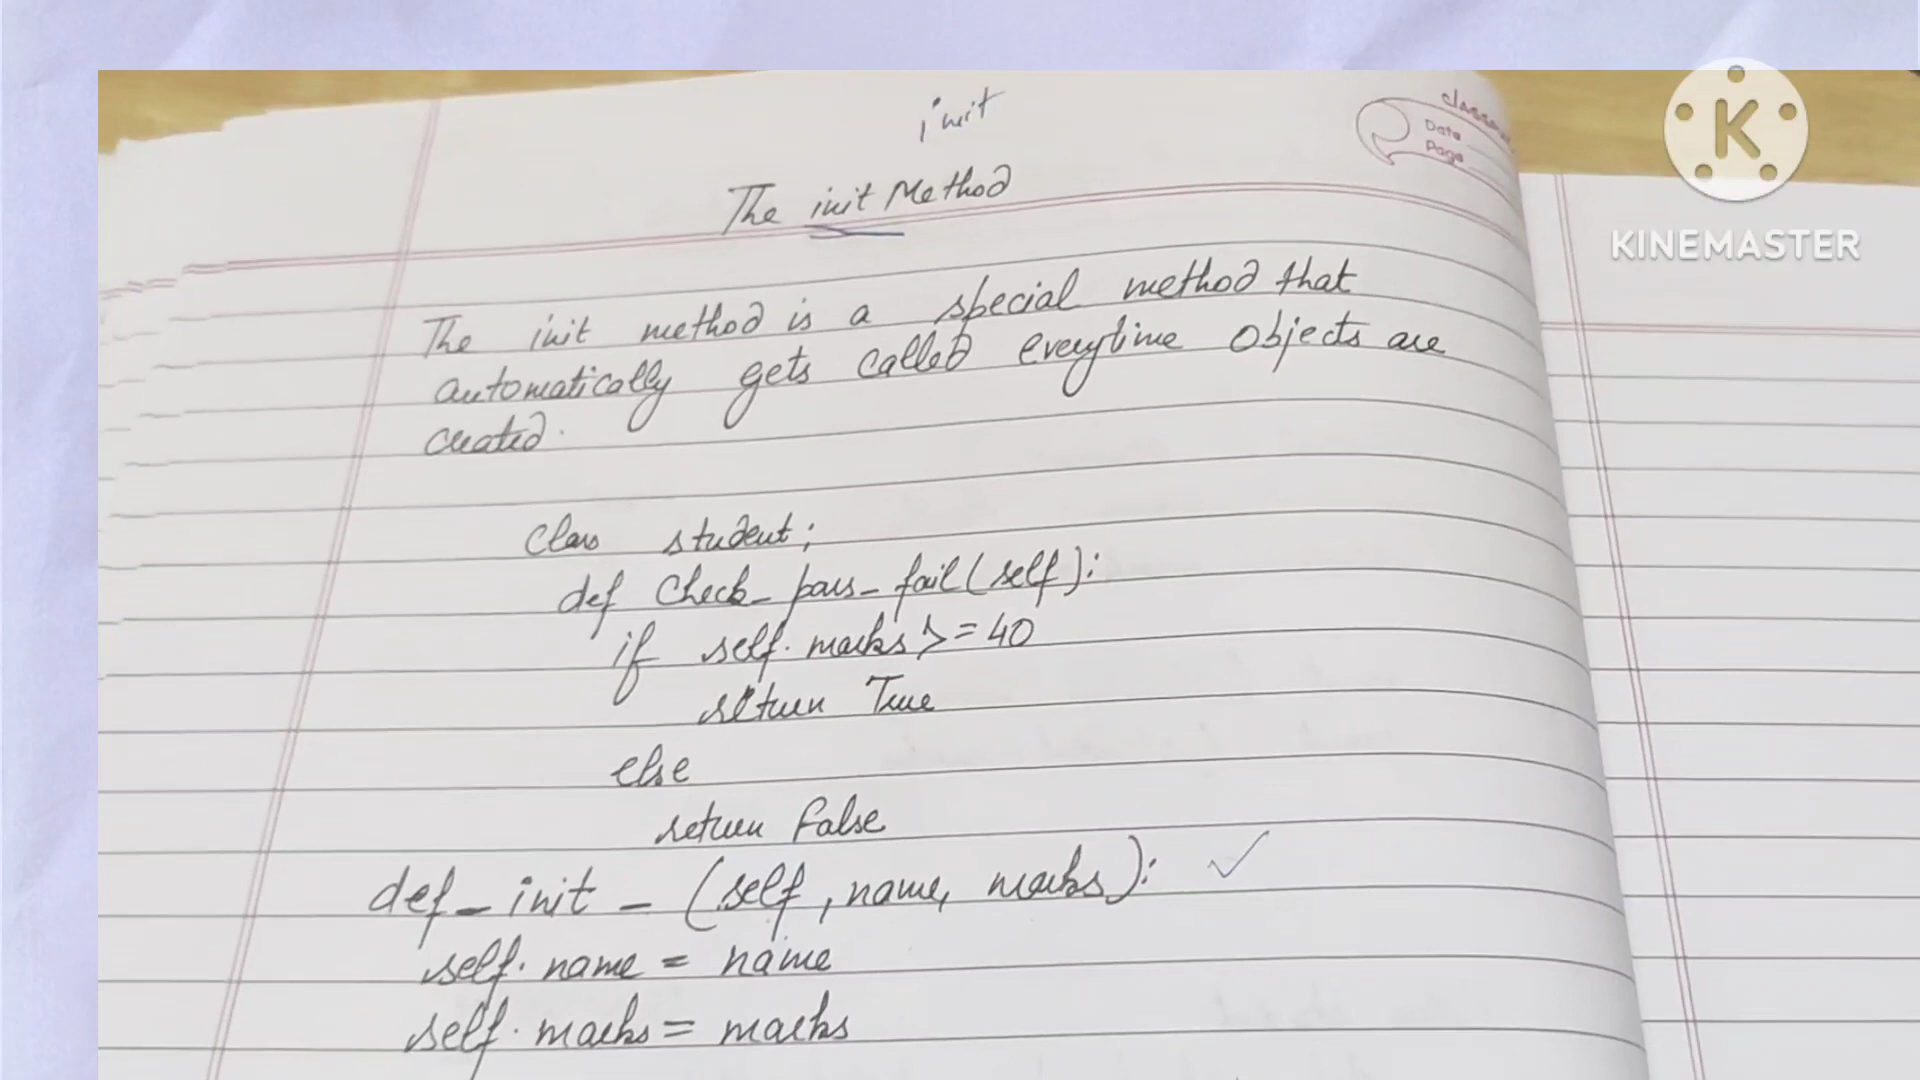 init
classmate
Date
Page
The init Method
The init method is a special method that
automatically gets called everytime objects are
created.
class student;
def check_pass_fail(self):
if self.marks>=40
return True
else
return False
def_init_(self, name, marks):
self.name = name
self.marks = marks
KINEMASTER